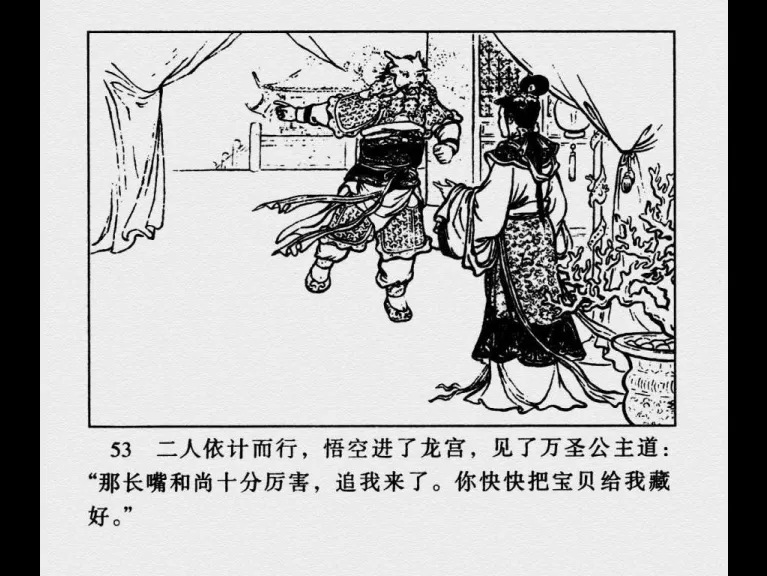 53 二人依计而行，悟空进了龙宫，见了万圣公主道：
“那长嘴和尚十分厉害，追我来了。你快快把宝贝给我藏
好。”